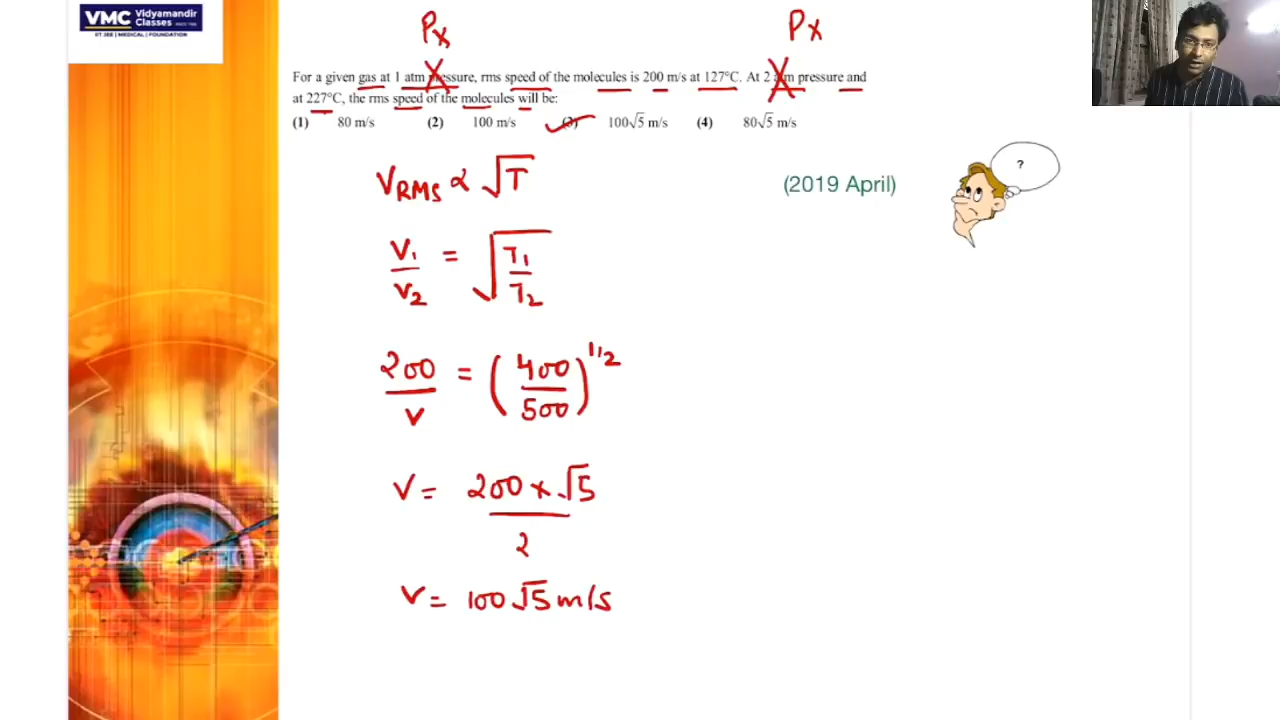 VMC Vidyamandir Classes SINCE 1986
IIT JEE | MEDICAL | FOUNDATION
Px Px
For a given gas at 1 atm pressure, rms speed of the molecules is 200 m/s at 127°C. At 2 atm pressure and
at 227°C, the rms speed of the molecules will be:
(1) 80 m/s (2) 100 m/s (3) 100√5 m/s (4) 80√5 m/s
VRMS ∝ √T
(2019 April)
?
V1/V2 = √(T1/T2)
200/V = (400/500)^1/2
V = 200 × √5 / 2
V = 100√5 m/s